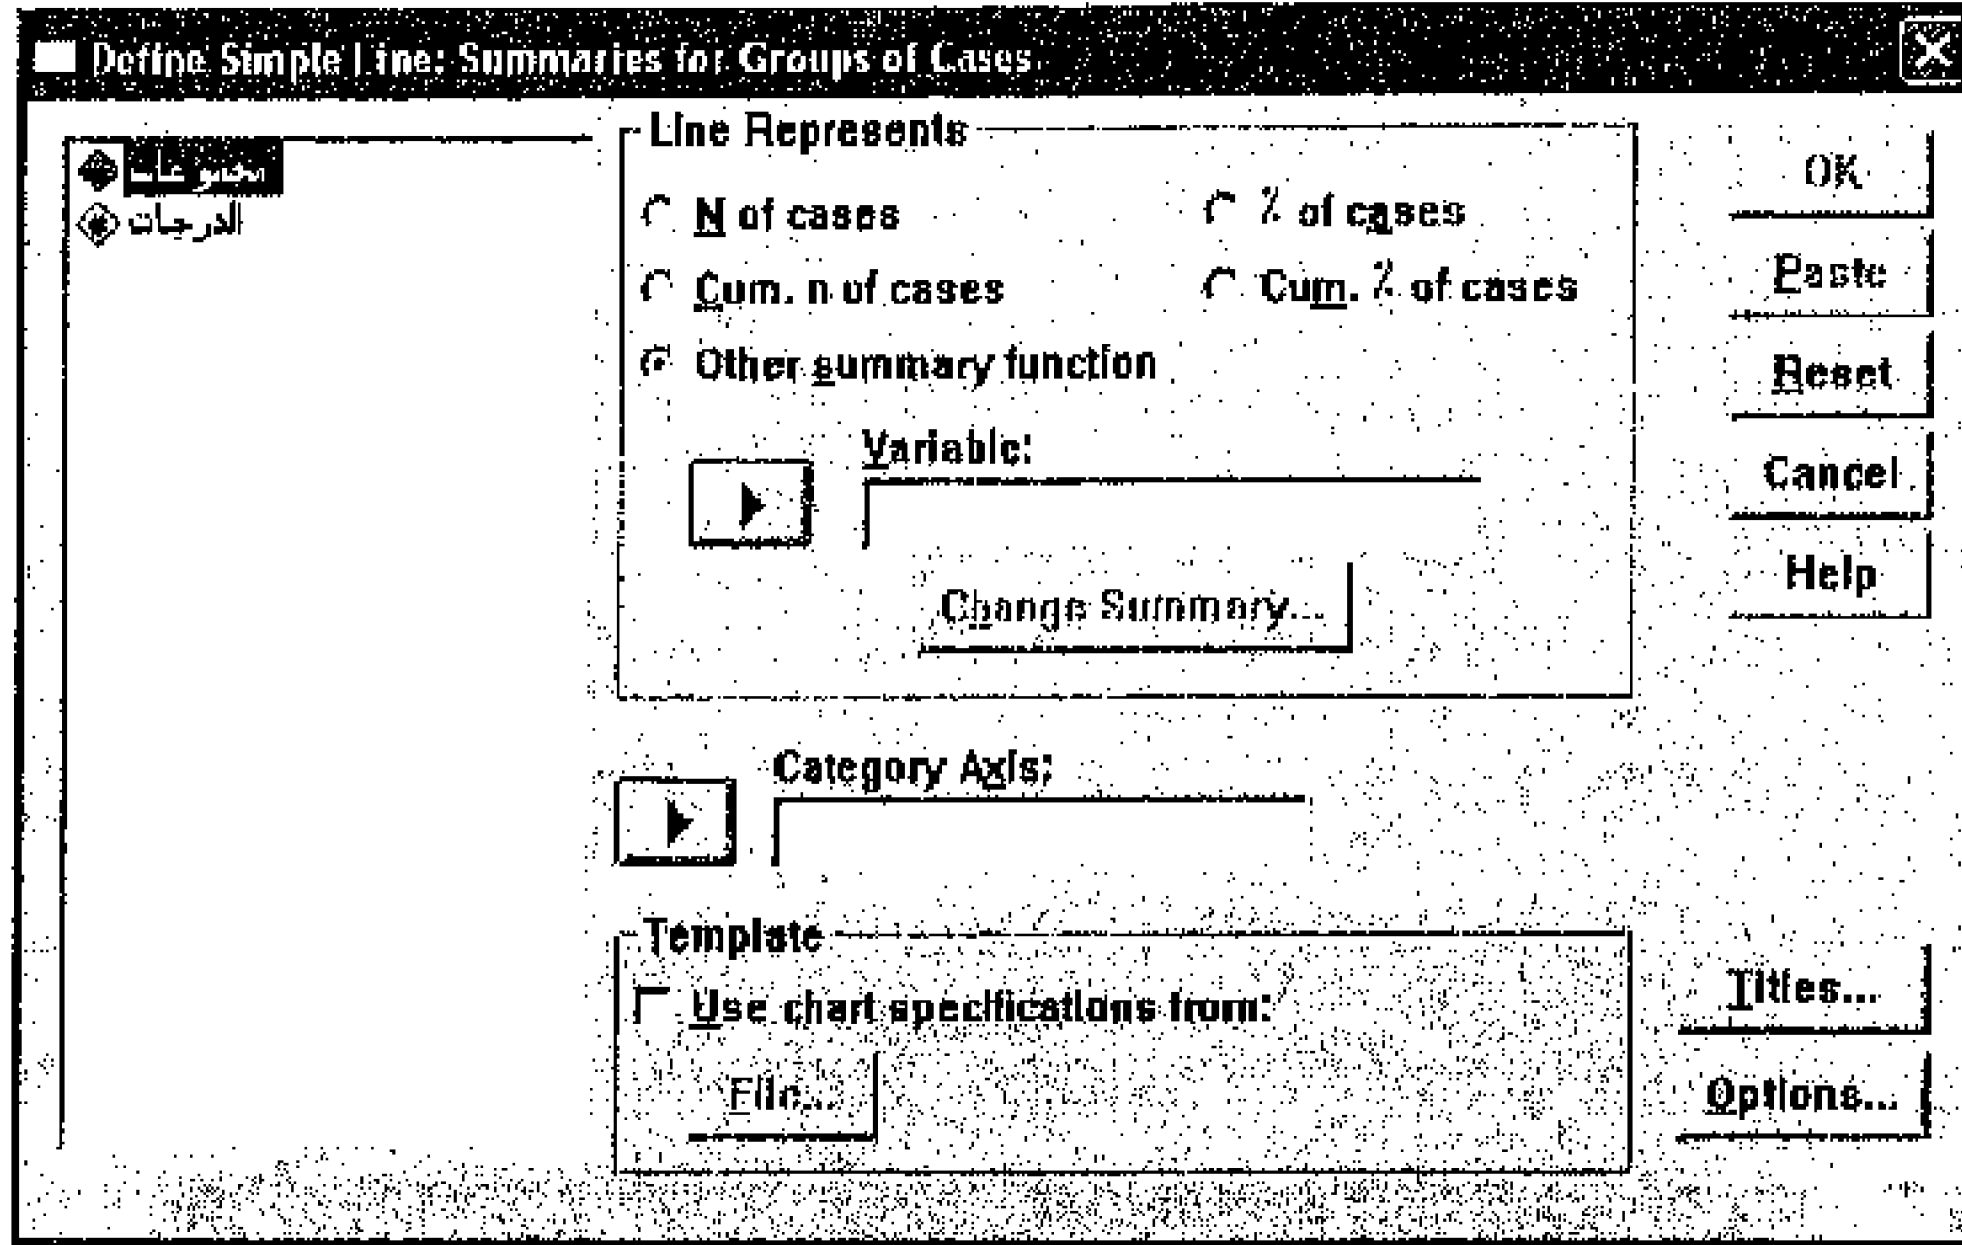 Define Simple Line: Summaries for Groups of Cases
مجموعات
الدرجات
Line Represents
N of cases
% of cases
Cum. n of cases
Cum. % of cases
Other summary function
Variable:
Change Summary...
Category Axis:
Template
Use chart specifications from:
File...
OK
Paste
Reset
Cancel
Help
Titles...
Options...